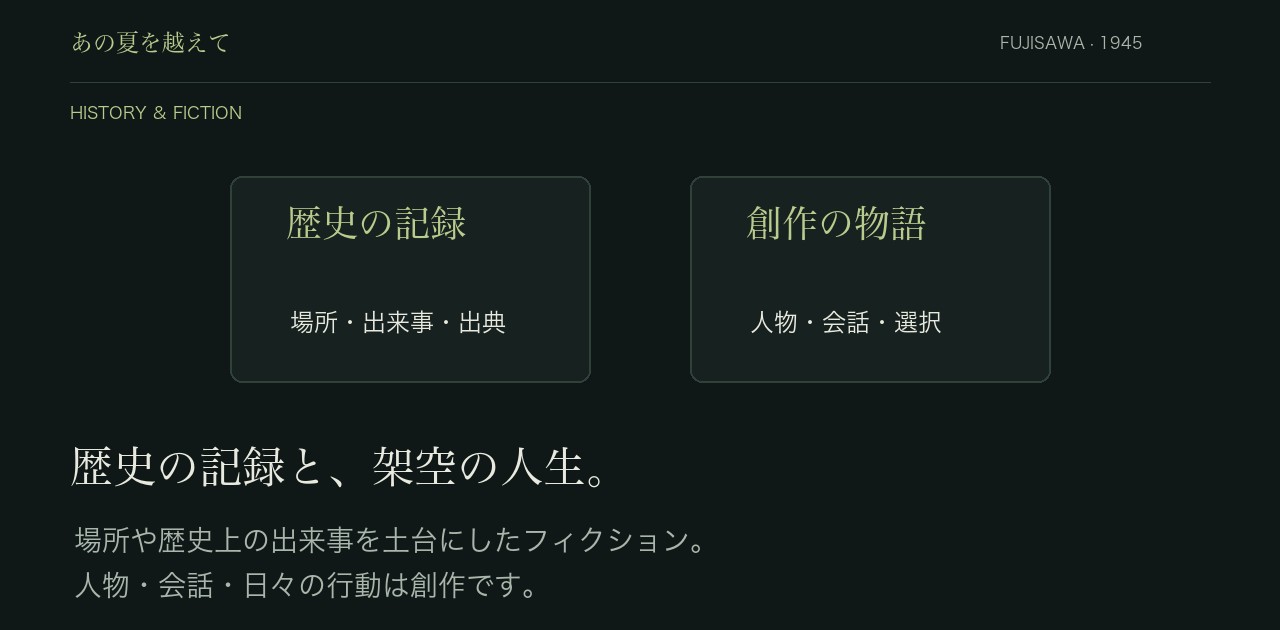 あの夏を越えて
FUJISAWA · 1945
HISTORY & FICTION
歴史の記録
場所・出来事・出典
創作の物語
人物・会話・選択
歴史の記録と、架空の人生。
場所や歴史上の出来事を土台にしたフィクション。
人物・会話・日々の行動は創作です。